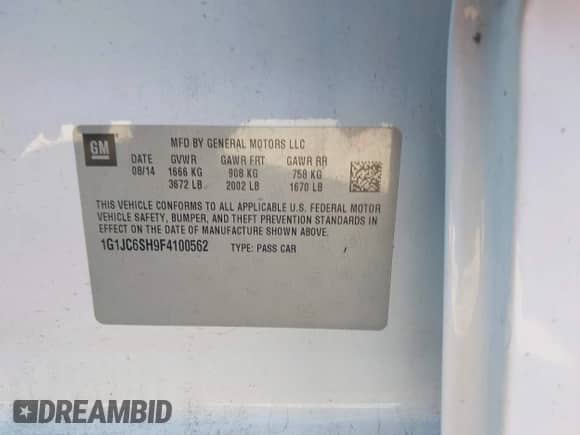 GM
MFD BY GENERAL MOTORS LLC
DATE GVWR GAWR FRT GAWR RR
08/14 1666 KG 908 KG 758 KG
3672 LB 2002 LB 1670 LB
THIS VEHICLE CONFORMS TO ALL APPLICABLE U.S. FEDERAL MOTOR
VEHICLE SAFETY, BUMPER, AND THEFT PREVENTION STANDARDS IN
EFFECT ON THE DATE OF MANUFACTURE SHOWN ABOVE.
1G1JC6SH9F4100562 TYPE: PASS CAR
DREAMBID